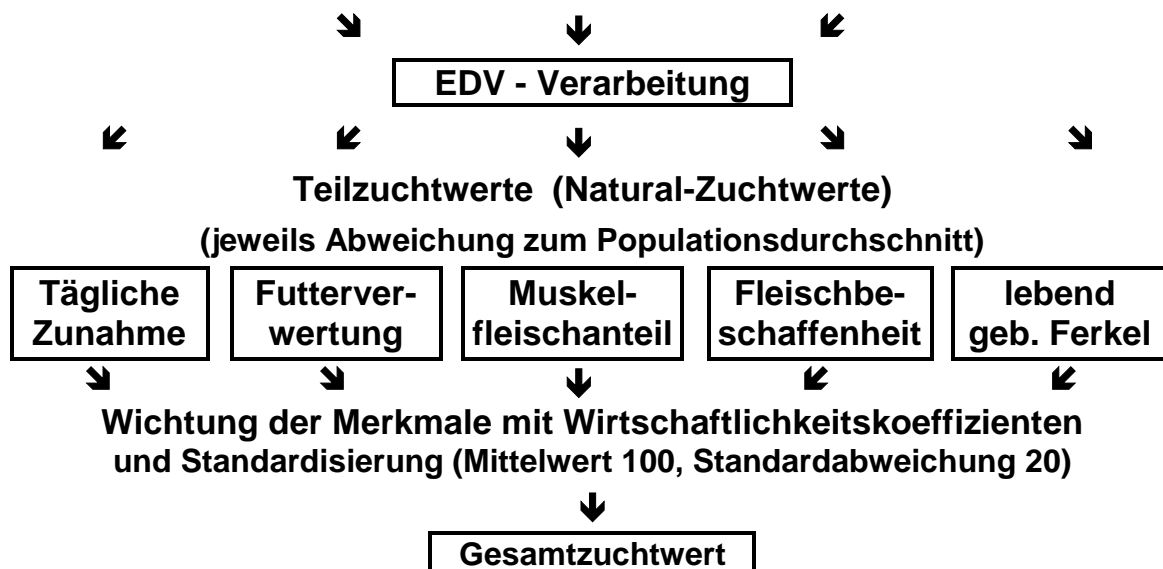 EDV - Verarbeitung
Teilzuchtwerte (Natural-Zuchtwerte)
(jeweils Abweichung zum Populationsdurchschnitt)
Tägliche
Zunahme
Futterver-
wertung
Muskel-
fleischanteil
Fleischbe-
schaffenheit
lebend
geb. Ferkel
Wichtung der Merkmale mit Wirtschaftlichkeitskoeffizienten
und Standardisierung (Mittelwert 100, Standardabweichung 20)
Gesamtzuchtwert